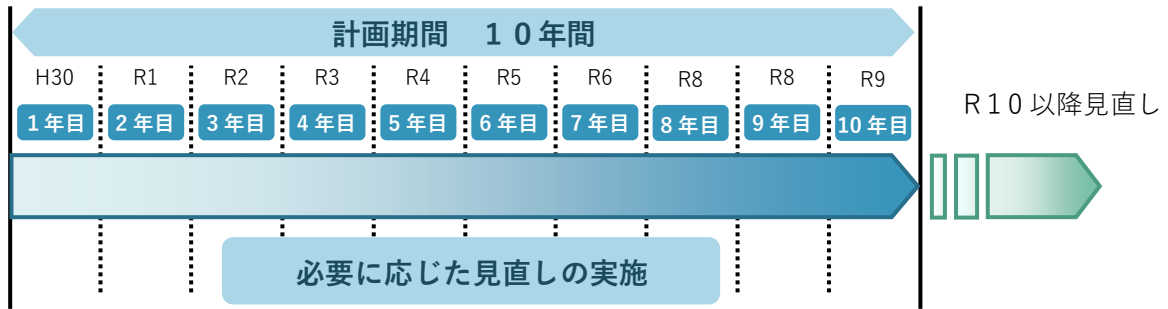 計画期間　１０年間
H30 R1 R2 R3 R4 R5 R6 R8 R8 R9
1年目 2年目 3年目 4年目 5年目 6年目 7年目 8年目 9年目 10年目
R10以降見直し
必要に応じた見直しの実施